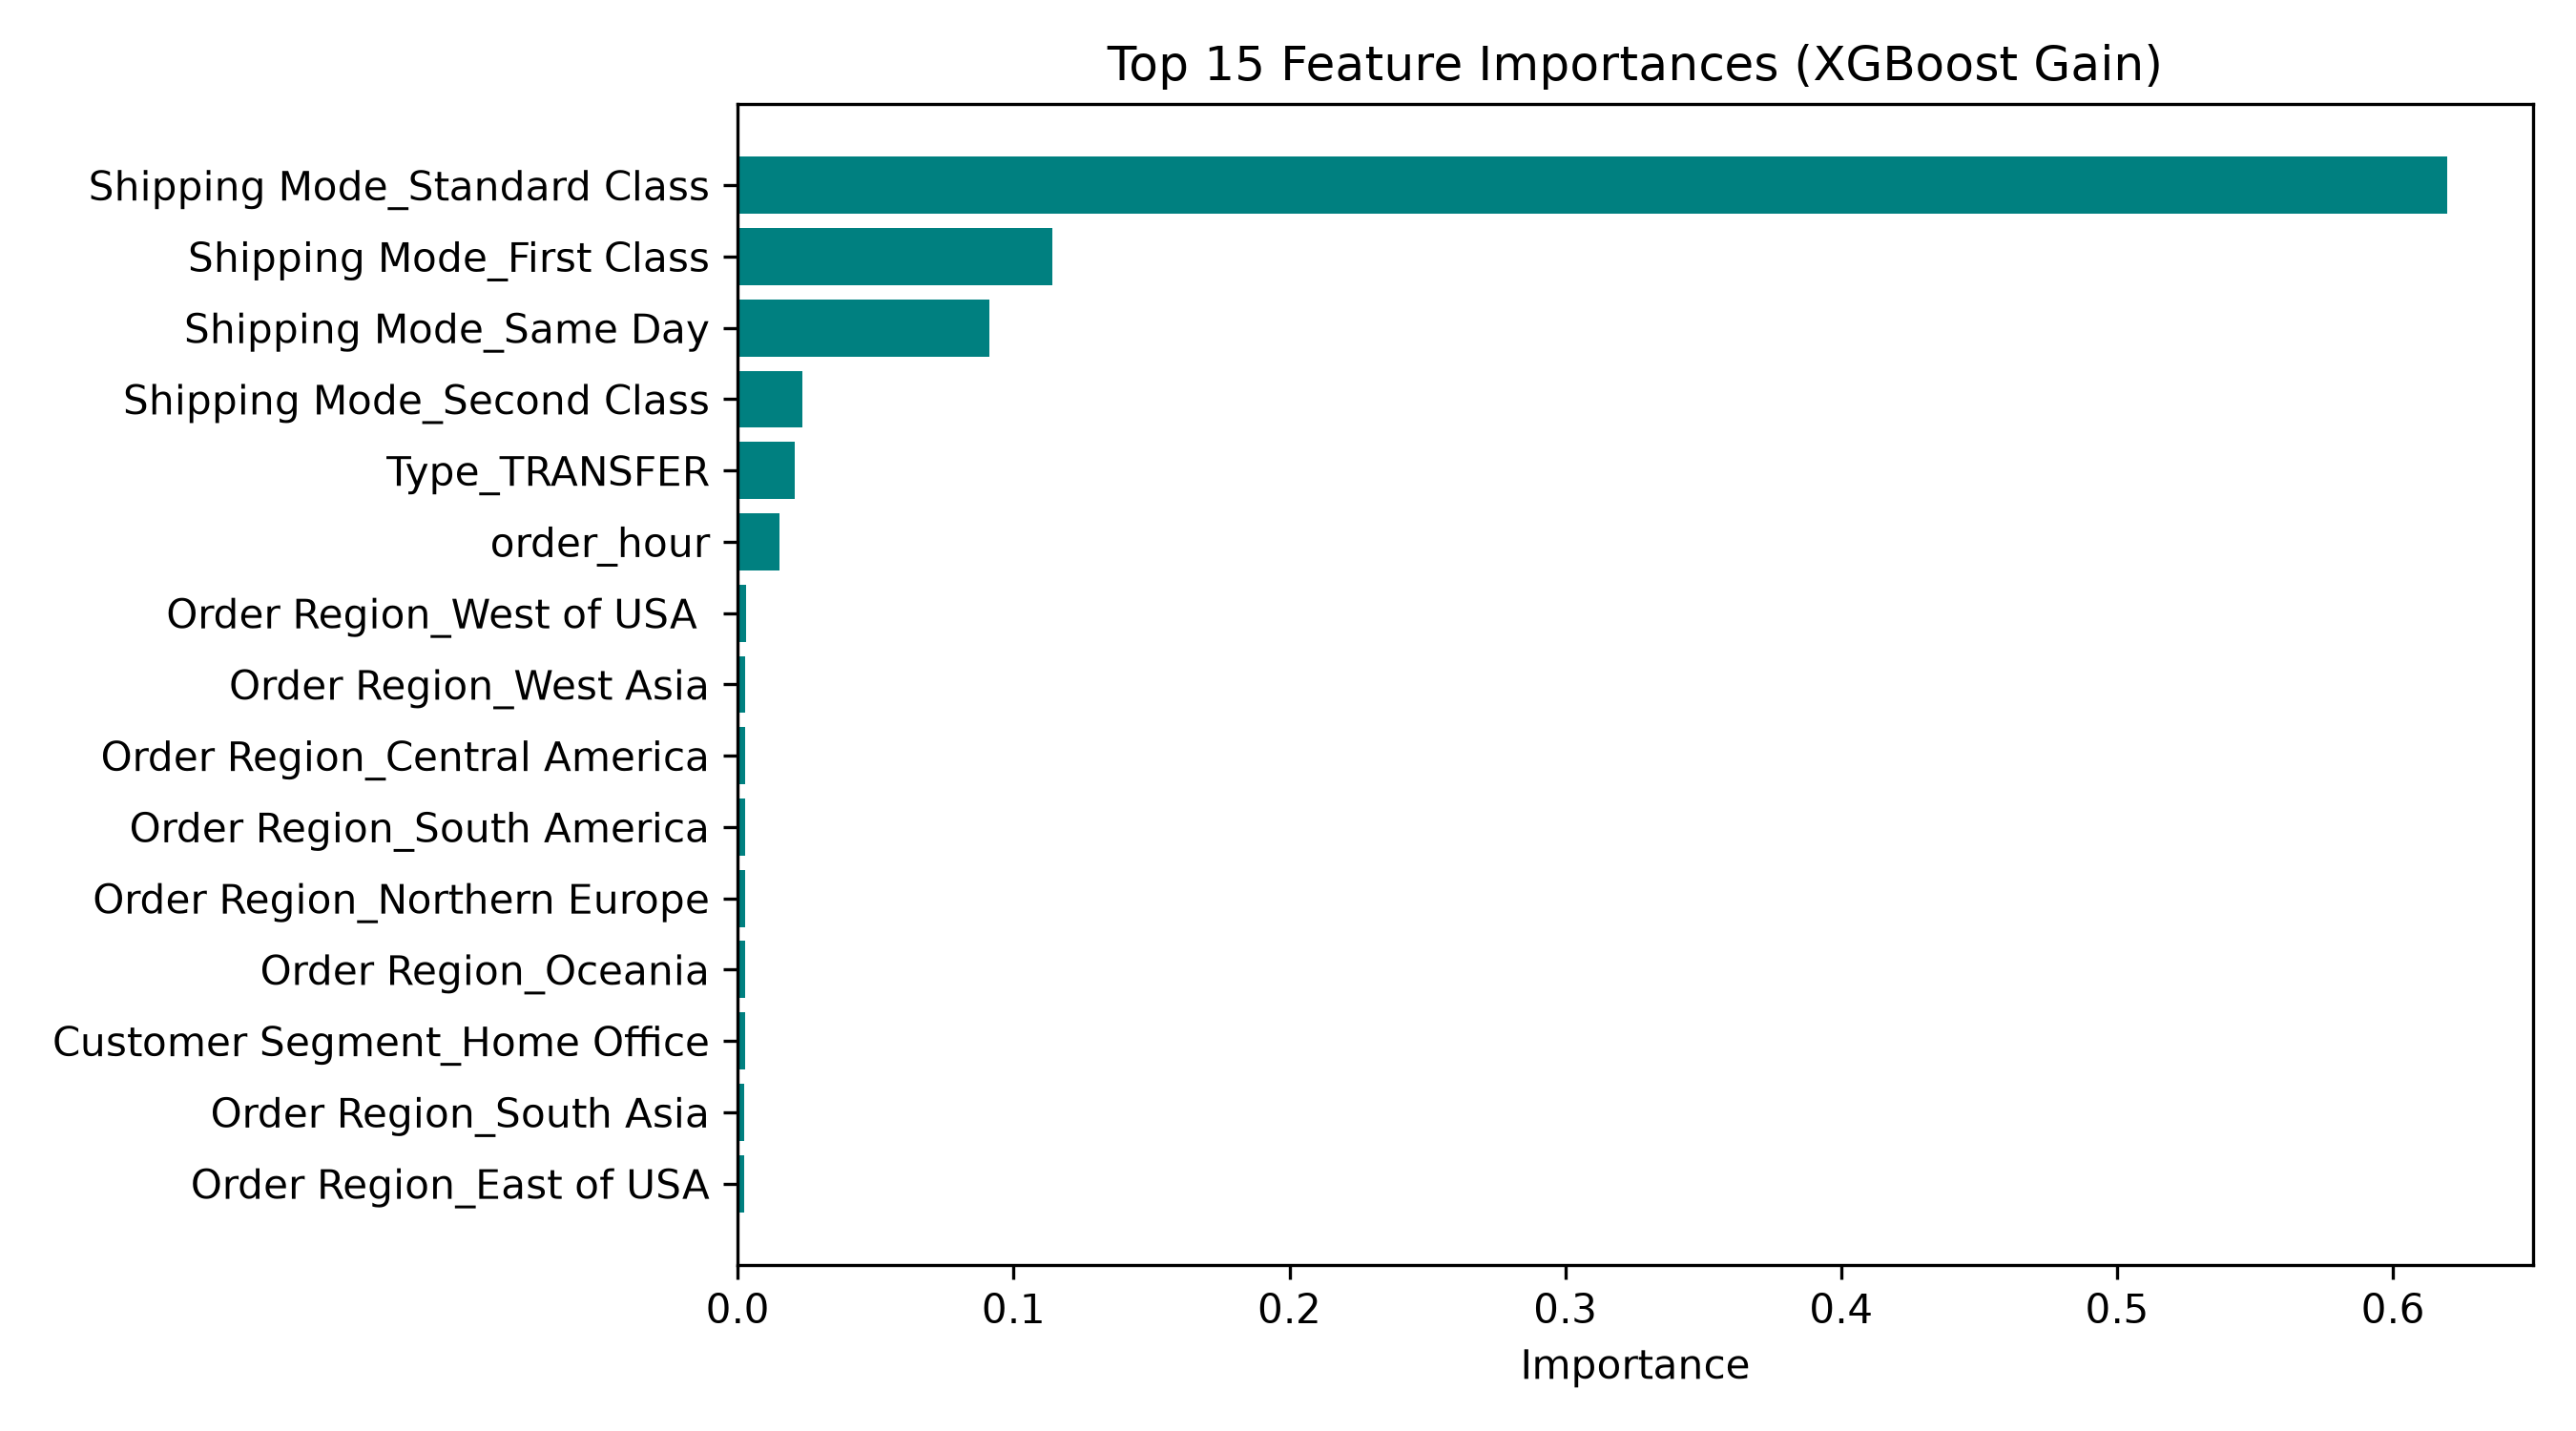 Top 15 Feature Importances (XGBoost Gain)
Shipping Mode_Standard Class
Shipping Mode_First Class
Shipping Mode_Same Day
Shipping Mode_Second Class
Type_TRANSFER
order_hour
Order Region_West of USA
Order Region_West Asia
Order Region_Central America
Order Region_South America
Order Region_Northern Europe
Order Region_Oceania
Customer Segment_Home Office
Order Region_South Asia
Order Region_East of USA
0.0 0.1 0.2 0.3 0.4 0.5 0.6
Importance